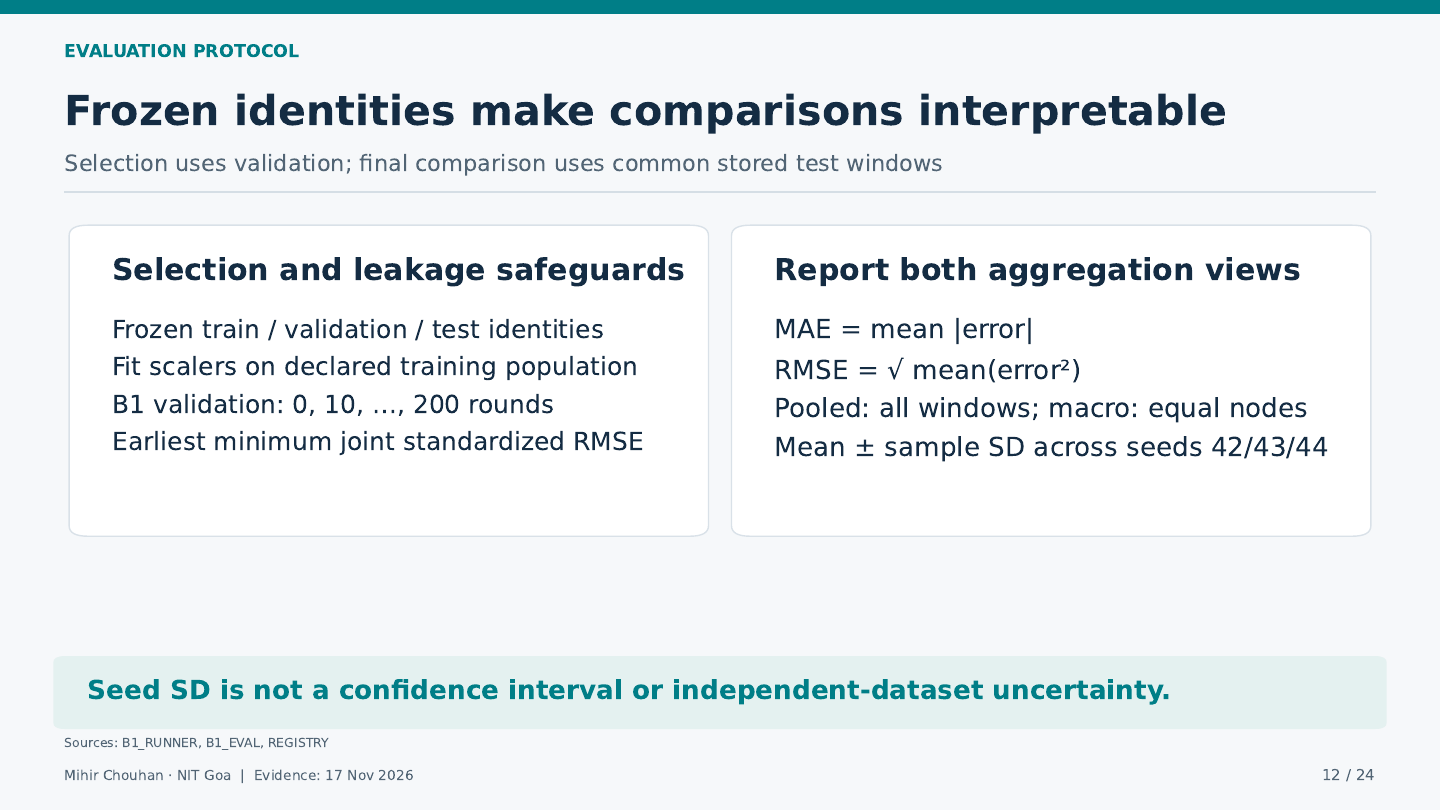 EVALUATION PROTOCOL
Frozen identities make comparisons interpretable
Selection uses validation; final comparison uses common stored test windows
Selection and leakage safeguards
Frozen train / validation / test identities
Fit scalers on declared training population
B1 validation: 0, 10, ..., 200 rounds
Earliest minimum joint standardized RMSE
Report both aggregation views
MAE = mean |error|
RMSE = √ mean(error²)
Pooled: all windows; macro: equal nodes
Mean ± sample SD across seeds 42/43/44
Seed SD is not a confidence interval or independent-dataset uncertainty.
Sources: B1_RUNNER, B1_EVAL, REGISTRY
Mihir Chouhan · NIT Goa | Evidence: 17 Nov 2026
12 / 24